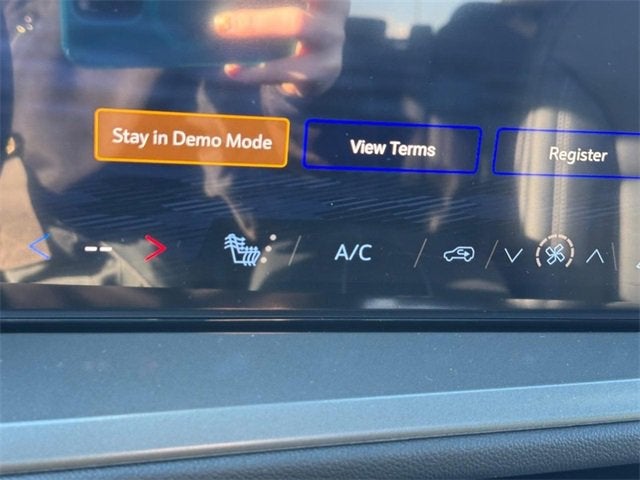 Stay in Demo Mode
View Terms
Register
--
A/C